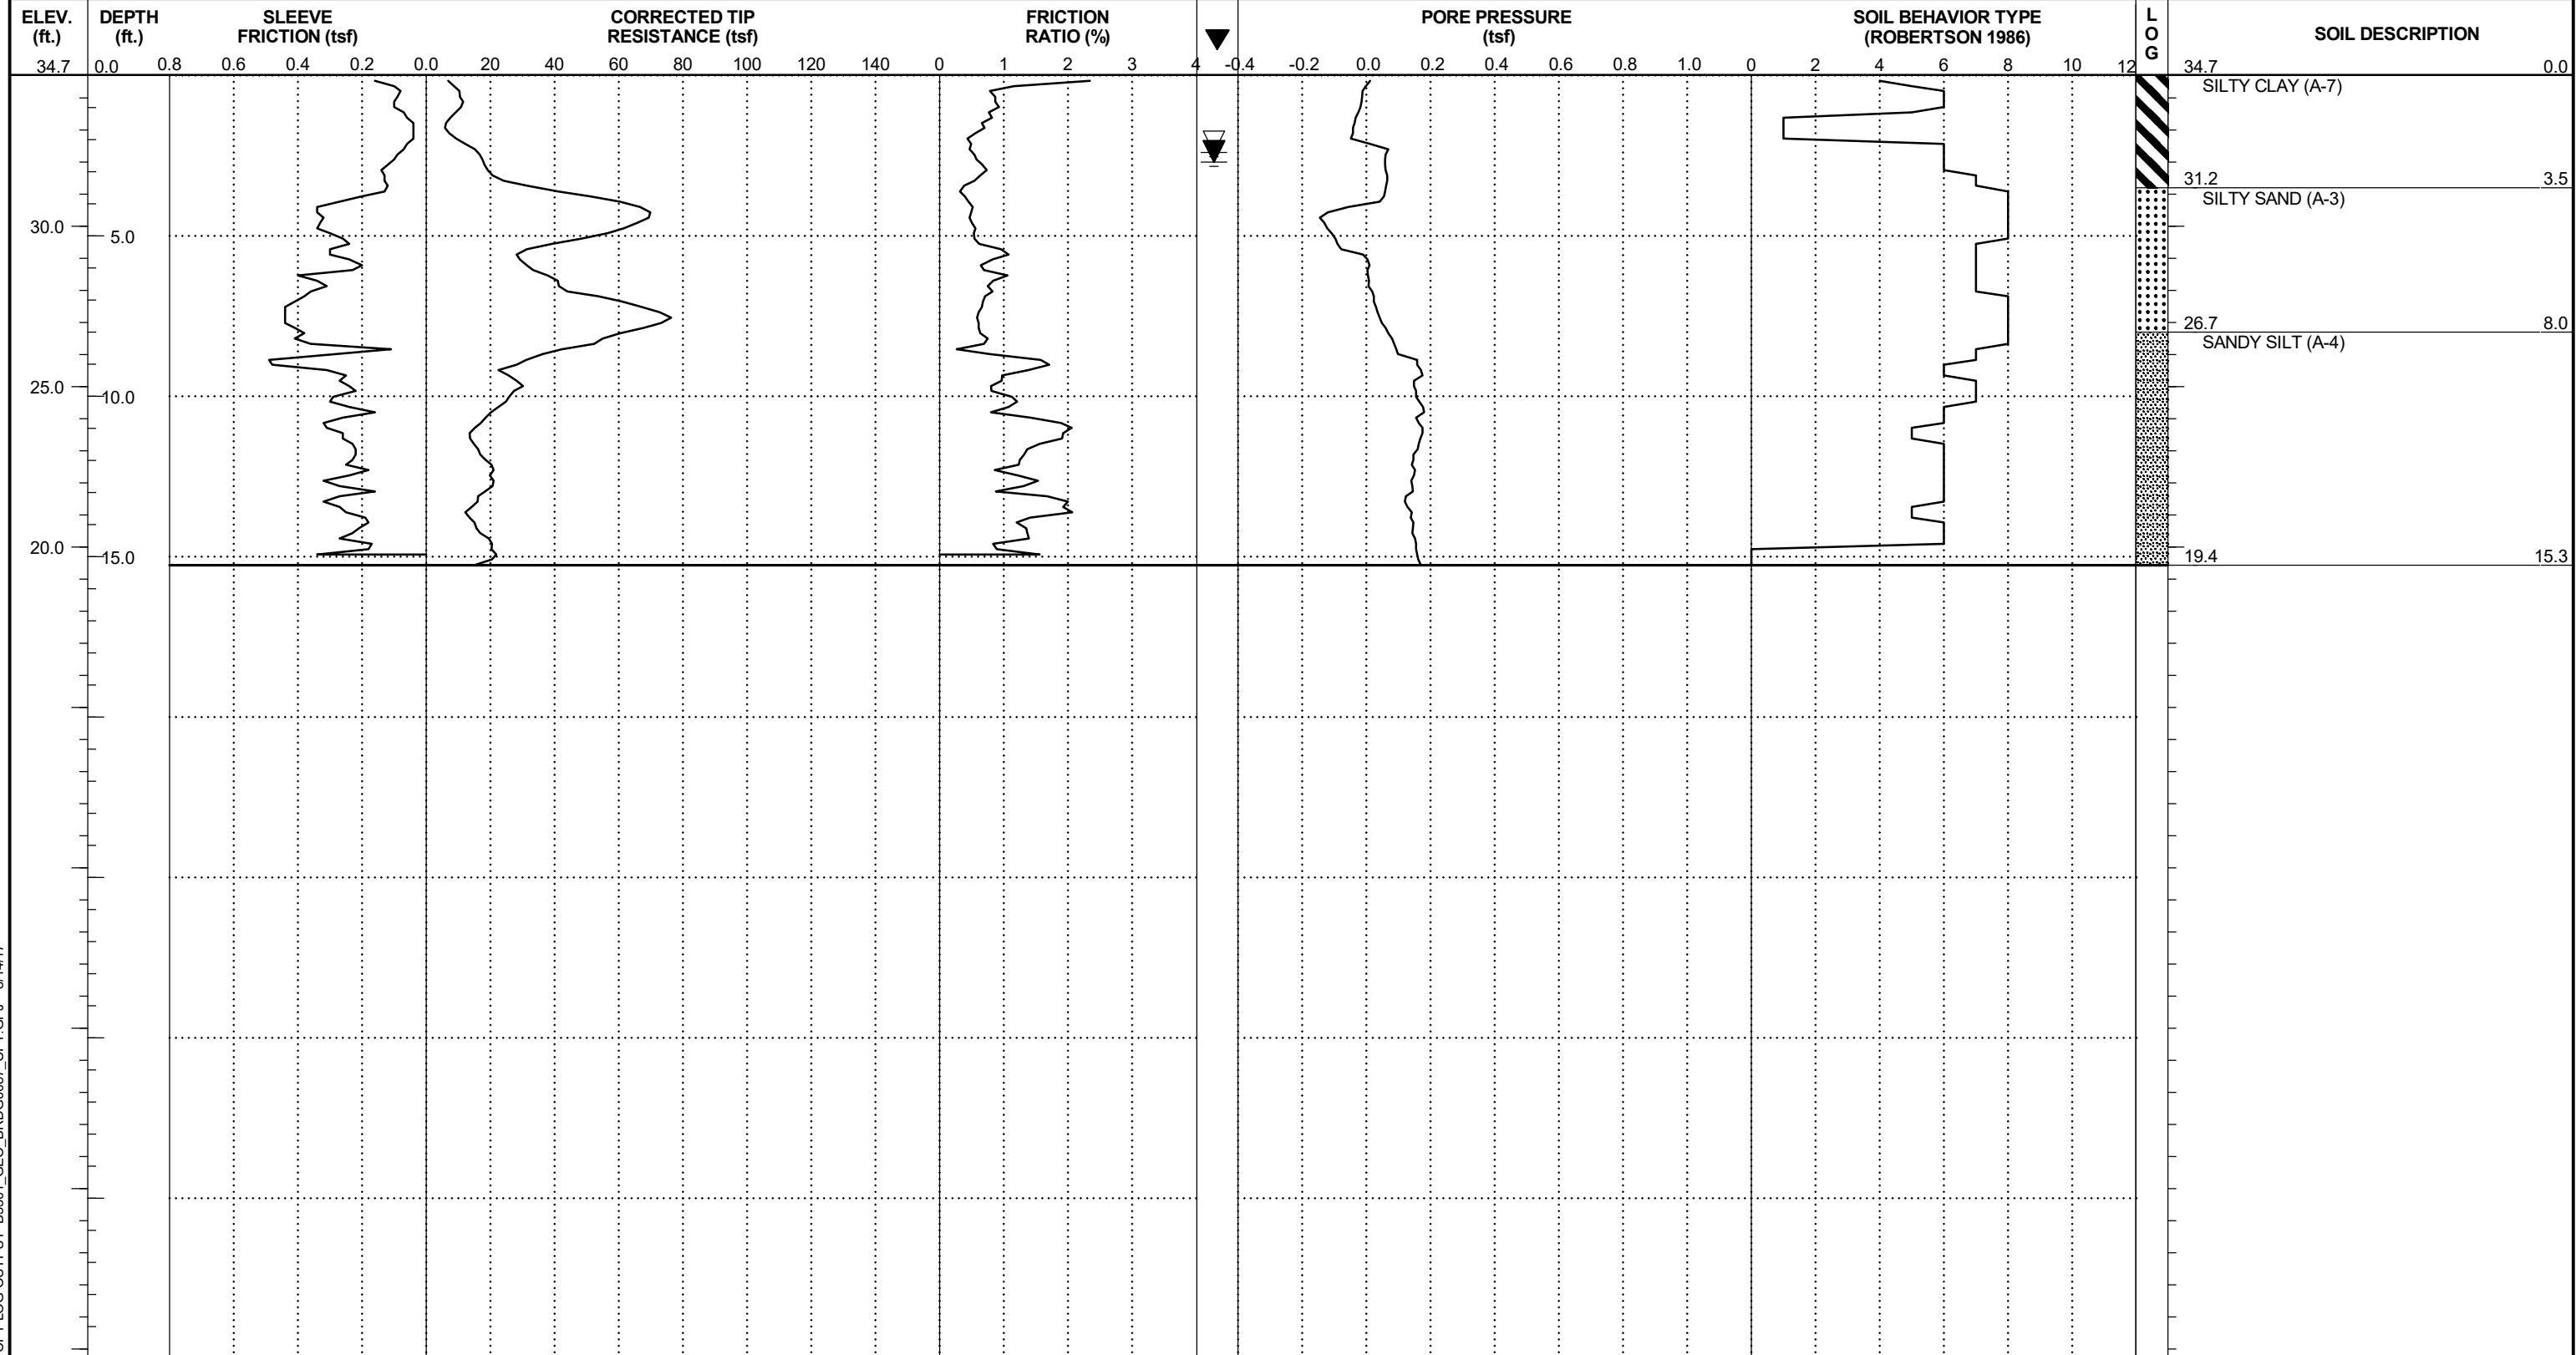 ELEV. (ft.)
DEPTH (ft.)
SLEEVE FRICTION (tsf)
CORRECTED TIP RESISTANCE (tsf)
FRICTION RATIO (%)
PORE PRESSURE (tsf)
SOIL BEHAVIOR TYPE (ROBERTSON 1986)
LOG
SOIL DESCRIPTION
34.7 0.0 0.8 0.6 0.4 0.2 0.0 20 40 60 80 100 120 140 0 1 2 3 4 -0.4 -0.2 0.0 0.2 0.4 0.6 0.8 1.0 0 2 4 6 8 10 12 34.7 0.0
SILTY CLAY (A-7)
31.2 3.5
SILTY SAND (A-3)
30.0 5.0
26.7 8.0
SANDY SILT (A-4)
25.0 10.0
20.0 15.0 19.4 15.3